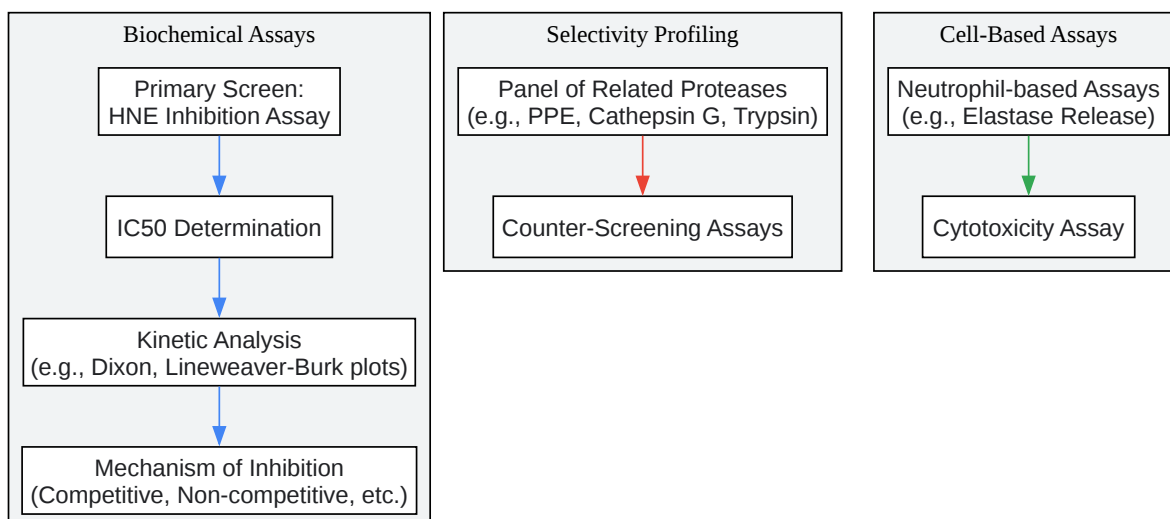 Biochemical Assays
Primary Screen:
HNE Inhibition Assay
IC50 Determination
Kinetic Analysis
(e.g., Dixon, Lineweaver-Burk plots)
Mechanism of Inhibition
(Competitive, Non-competitive, etc.)
Selectivity Profiling
Panel of Related Proteases
(e.g., PPE, Cathepsin G, Trypsin)
Counter-Screening Assays
Cell-Based Assays
Neutrophil-based Assays
(e.g., Elastase Release)
Cytotoxicity Assay